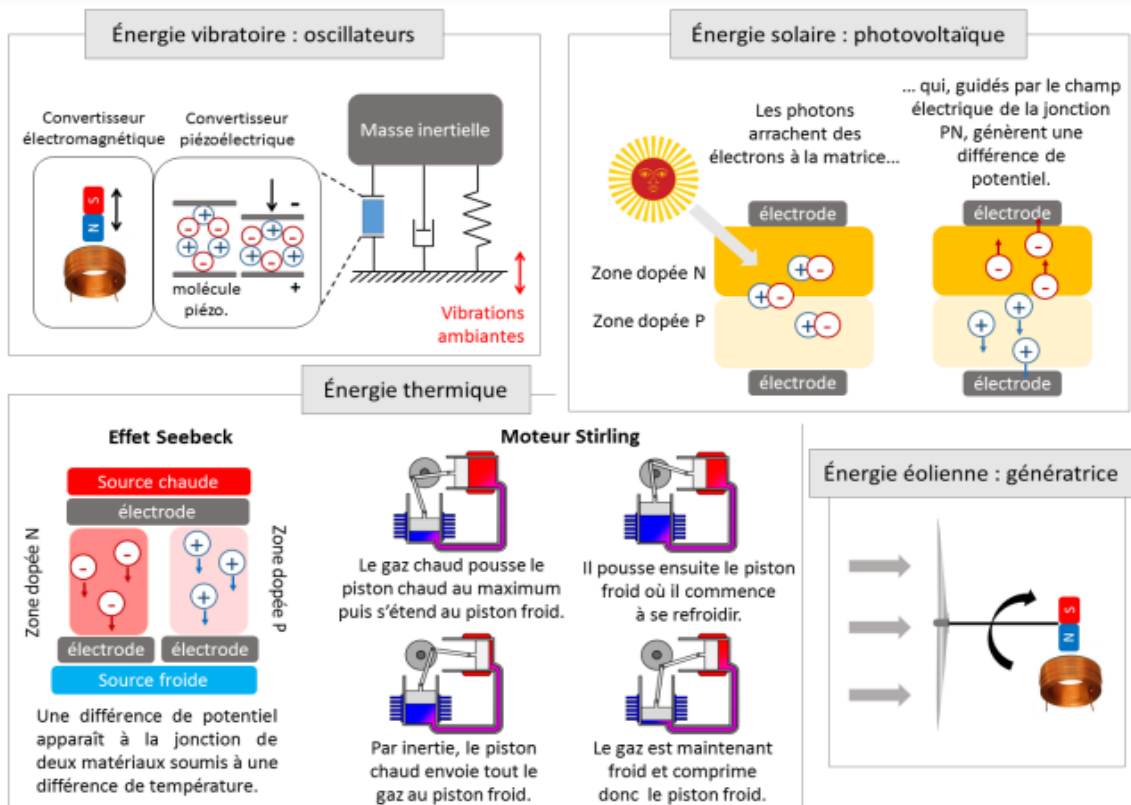 Énergie vibratoire : oscillateurs
Convertisseur
électromagnétique
S
N
Convertisseur
piézoélectrique
+
-
-
+
-
+
-
-
+
-
+
-
+
-
+
-
molécule
piézo.
+
Masse inertielle
Vibrations
ambiantes
Énergie solaire : photovoltaïque
Les photons
arrachent des
électrons à la matrice...
... qui, guidés par le champ
électrique de la jonction
PN, génèrent une
différence de
potentiel.
électrode
Zone dopée N
+ -
+ -
Zone dopée P
+ -
électrode
électrode
-
-
-
+
+
+
électrode
Énergie thermique
Effet Seebeck
Source chaude
électrode
Zone dopée N
-
-
-
+
+
+
Zone dopée P
électrode
électrode
Source froide
Une différence de potentiel
apparaît à la jonction de
deux matériaux soumis à une
différence de température.
Moteur Stirling
Le gaz chaud pousse le
piston chaud au maximum
puis s'étend au piston froid.
Il pousse ensuite le piston
froid où il commence
à se refroidir.
Par inertie, le piston
chaud envoie tout le
gaz au piston froid.
Le gaz est maintenant
froid et comprime
donc le piston froid.
Énergie éolienne : génératrice
S
N